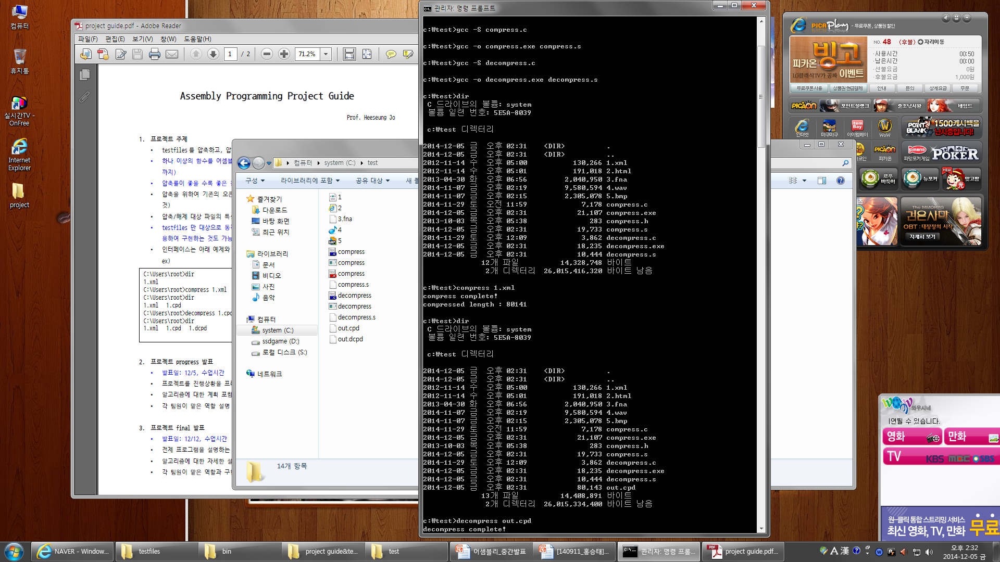 컴퓨터
휴지통
실시간TV -
OnFree
Internet
Explorer
project
project guide.pdf - Adobe Reader
파일(F) 편집(E) 보기(V) 창(W) 도움말(H)
1 / 2 71.2%
Assembly Programming Project Guide
Prof. Heeseung Jo
1. 프로젝트 주제
• testfiles 를 압축하고, 압
• 하나 이상의 함수를 어셈블
까지)
• 압축률이 좋을 수록 좋은
• 압축을 위하여 기존의 오픈
것)
• 압축/해제 대상 파일의 특성
• testfiles 만 대상으로 동작
용하여 구현하는 것도 가능
• 인터페이스는 아래 예제와
ex)
C:\Users\root>dir
1.xml
C:\Users\root>compress 1.xml
C:\Users\root>dir
1.xml 1.cpd
C:\Users\root>decompress 1.cpd
C:\Users\root>dir
1.xml 1.cpd 1.dcpd
2. 프로젝트 progress 발표
• 발표일: 12/5, 수업시간
• 프로젝트를 진행상황을 프
• 알고리즘에 대한 계획 포함
• 각 팀원이 맡은 역할 설명
3. 프로젝트 final 발표
• 발표일: 12/12, 수업시간
• 전체 프로그램을 설명하는
• 알고리즘에 대한 자세한 설
• 각 팀원이 맡은 역할과 구현
컴퓨터 system (C:) test
구성 라이브러리에 포함 공유 대상 새 폴
즐겨찾기
다운로드
바탕 화면
최근 위치
라이브러리
문서
비디오
사진
음악
컴퓨터
system (C:)
ssdgame (D:)
로컬 디스크 (S:)
네트워크
1
2
3.fna
4
5
compress
compress
compress
compress.s
decompress
decompress
decompress.s
out.cpd
out.dcpd
14개 항목
관리자: 명령 프롬프트
c:\test>gcc -S compress.c
c:\test>gcc -o compress.exe compress.s
c:\test>gcc -S decompress.c
c:\test>gcc -o decompress.exe decompress.s
c:\test>dir
C 드라이브의 볼륨: system
볼륨 일련 번호: 5E5A-8039
c:\test 디렉터리
2014-12-05 금 오후 02:31 <DIR> .
2014-12-05 금 오후 02:31 <DIR> ..
2012-11-14 수 오후 05:00 130,266 1.xml
2012-11-14 수 오후 05:01 191,018 2.html
2013-04-30 화 오후 06:56 2,040,950 3.fna
2014-11-07 금 오후 02:19 9,580,594 4.wav
2014-11-07 금 오후 02:15 2,305,078 5.bmp
2014-11-29 토 오전 11:59 7,178 compress.c
2014-12-05 금 오후 02:31 21,107 compress.exe
2013-10-03 목 오후 05:38 283 compress.h
2014-12-05 금 오후 02:31 19,733 compress.s
2014-11-29 토 오후 12:09 3,862 decompress.c
2014-12-05 금 오후 02:31 18,235 decompress.exe
2014-12-05 금 오후 02:31 10,444 decompress.s
12개 파일 14,328,748 바이트
2개 디렉터리 26,015,416,320 바이트 남음
c:\test>compress 1.xml
compress complete!
compressed length : 80141
c:\test>dir
C 드라이브의 볼륨: system
볼륨 일련 번호: 5E5A-8039
c:\test 디렉터리
2014-12-05 금 오후 02:31 <DIR> .
2014-12-05 금 오후 02:31 <DIR> ..
2012-11-14 수 오후 05:00 130,266 1.xml
2012-11-14 수 오후 05:01 191,018 2.html
2013-04-30 화 오후 06:56 2,040,950 3.fna
2014-11-07 금 오후 02:19 9,580,594 4.wav
2014-11-07 금 오후 02:15 2,305,078 5.bmp
2014-11-29 토 오전 11:59 7,178 compress.c
2014-12-05 금 오후 02:31 21,107 compress.exe
2013-10-03 목 오후 05:38 283 compress.h
2014-12-05 금 오후 02:31 19,733 compress.s
2014-11-29 토 오후 12:09 3,862 decompress.c
2014-12-05 금 오후 02:31 18,235 decompress.exe
2014-12-05 금 오후 02:31 10,444 decompress.s
2014-12-05 금 오후 02:31 80,143 out.cpd
13개 파일 14,408,891 바이트
2개 디렉터리 26,015,334,400 바이트 남음
c:\test>decompress out.cpd
decompress complete!
PICAPlay - 무료쿠폰, 상품권 할인
피카온 빙고 이벤트
LG클래식TV가 공짜
NO. 48 (후불) 자리이동
·사용시간 00:50
·남은시간 00:00
·선불요금 0원
·후불요금 1,000원
무료쿠폰 사용 상품권 현금결제 안내 문의 상세요금 주문
PICAON 포인트블랭크 호조낚시왕 베임드
인터넷 마구마구 아이템베이 WoW
POINT BLANK 1500캐시백을 난사중입니다!
피카온 pmang 피망포커게임 POKER
로우 바둑이 뉴포커 NEW 맞고팜
The MMORPG
검은사막
OBT : 대장정의 시작
자세히 보기
WOW 와우시네
I연될 수 있습니다.
영화 만화
TV KBS MBC SBS
원-클릭 통합 스트리밍 서비스
최신 영화, TV, 만화 무료
NAVER - Window... testfiles bin project guide&te... test 어셈블리_중간발표 [140911_홍승태]... 관리자: 명령 프롬... project guide.pdf...
A 漢
오후 2:32
2014-12-05 금